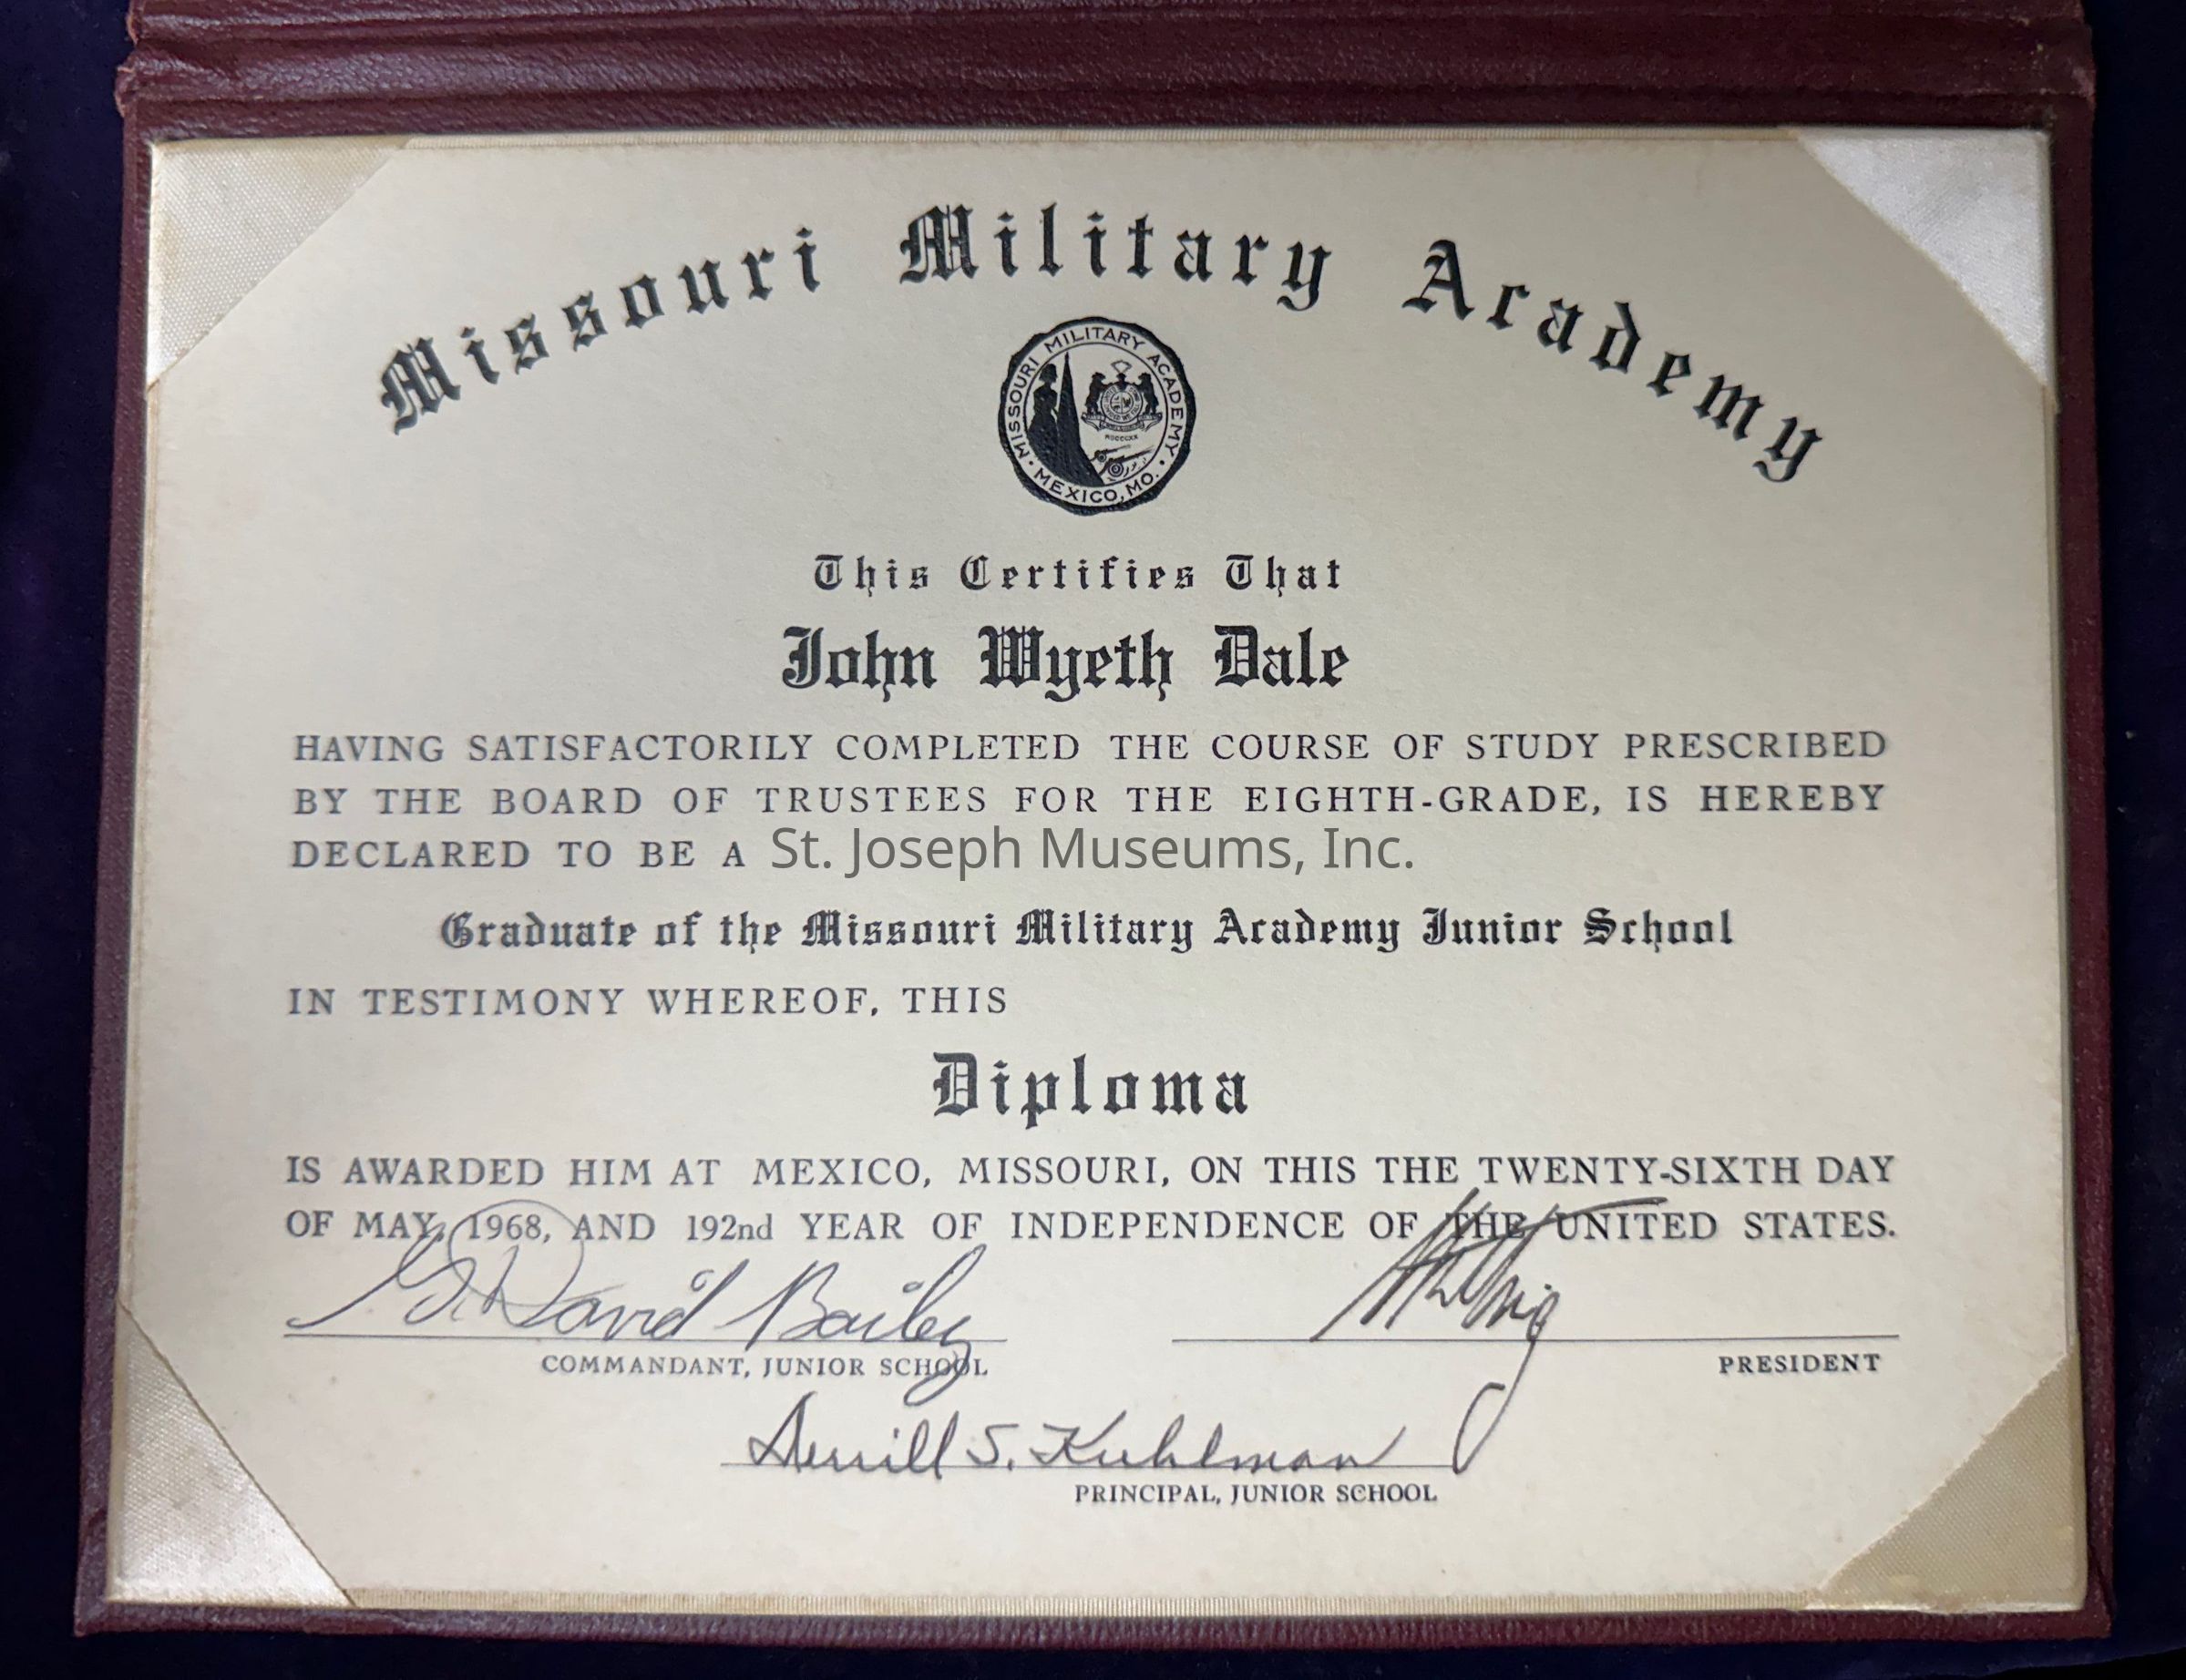 Missouri Military Academy
MISSOURI MILITARY ACADEMY · MEXICO, MO. ·
This Certifies That
John Wyeth Dale
HAVING SATISFACTORILY COMPLETED THE COURSE OF STUDY PRESCRIBED
BY THE BOARD OF TRUSTEES FOR THE EIGHTH-GRADE, IS HEREBY
DECLARED TO BE A
St. Joseph Museums, Inc.
Graduate of the Missouri Military Academy Junior School
IN TESTIMONY WHEREOF, THIS
Diploma
IS AWARDED HIM AT MEXICO, MISSOURI, ON THIS THE TWENTY-SIXTH DAY
OF MAY, 1968, AND 192nd YEAR OF INDEPENDENCE OF THE UNITED STATES.
G. David Bailey
COMMANDANT, JUNIOR SCHOOL
PRESIDENT
S. Kuhlman
PRINCIPAL, JUNIOR SCHOOL